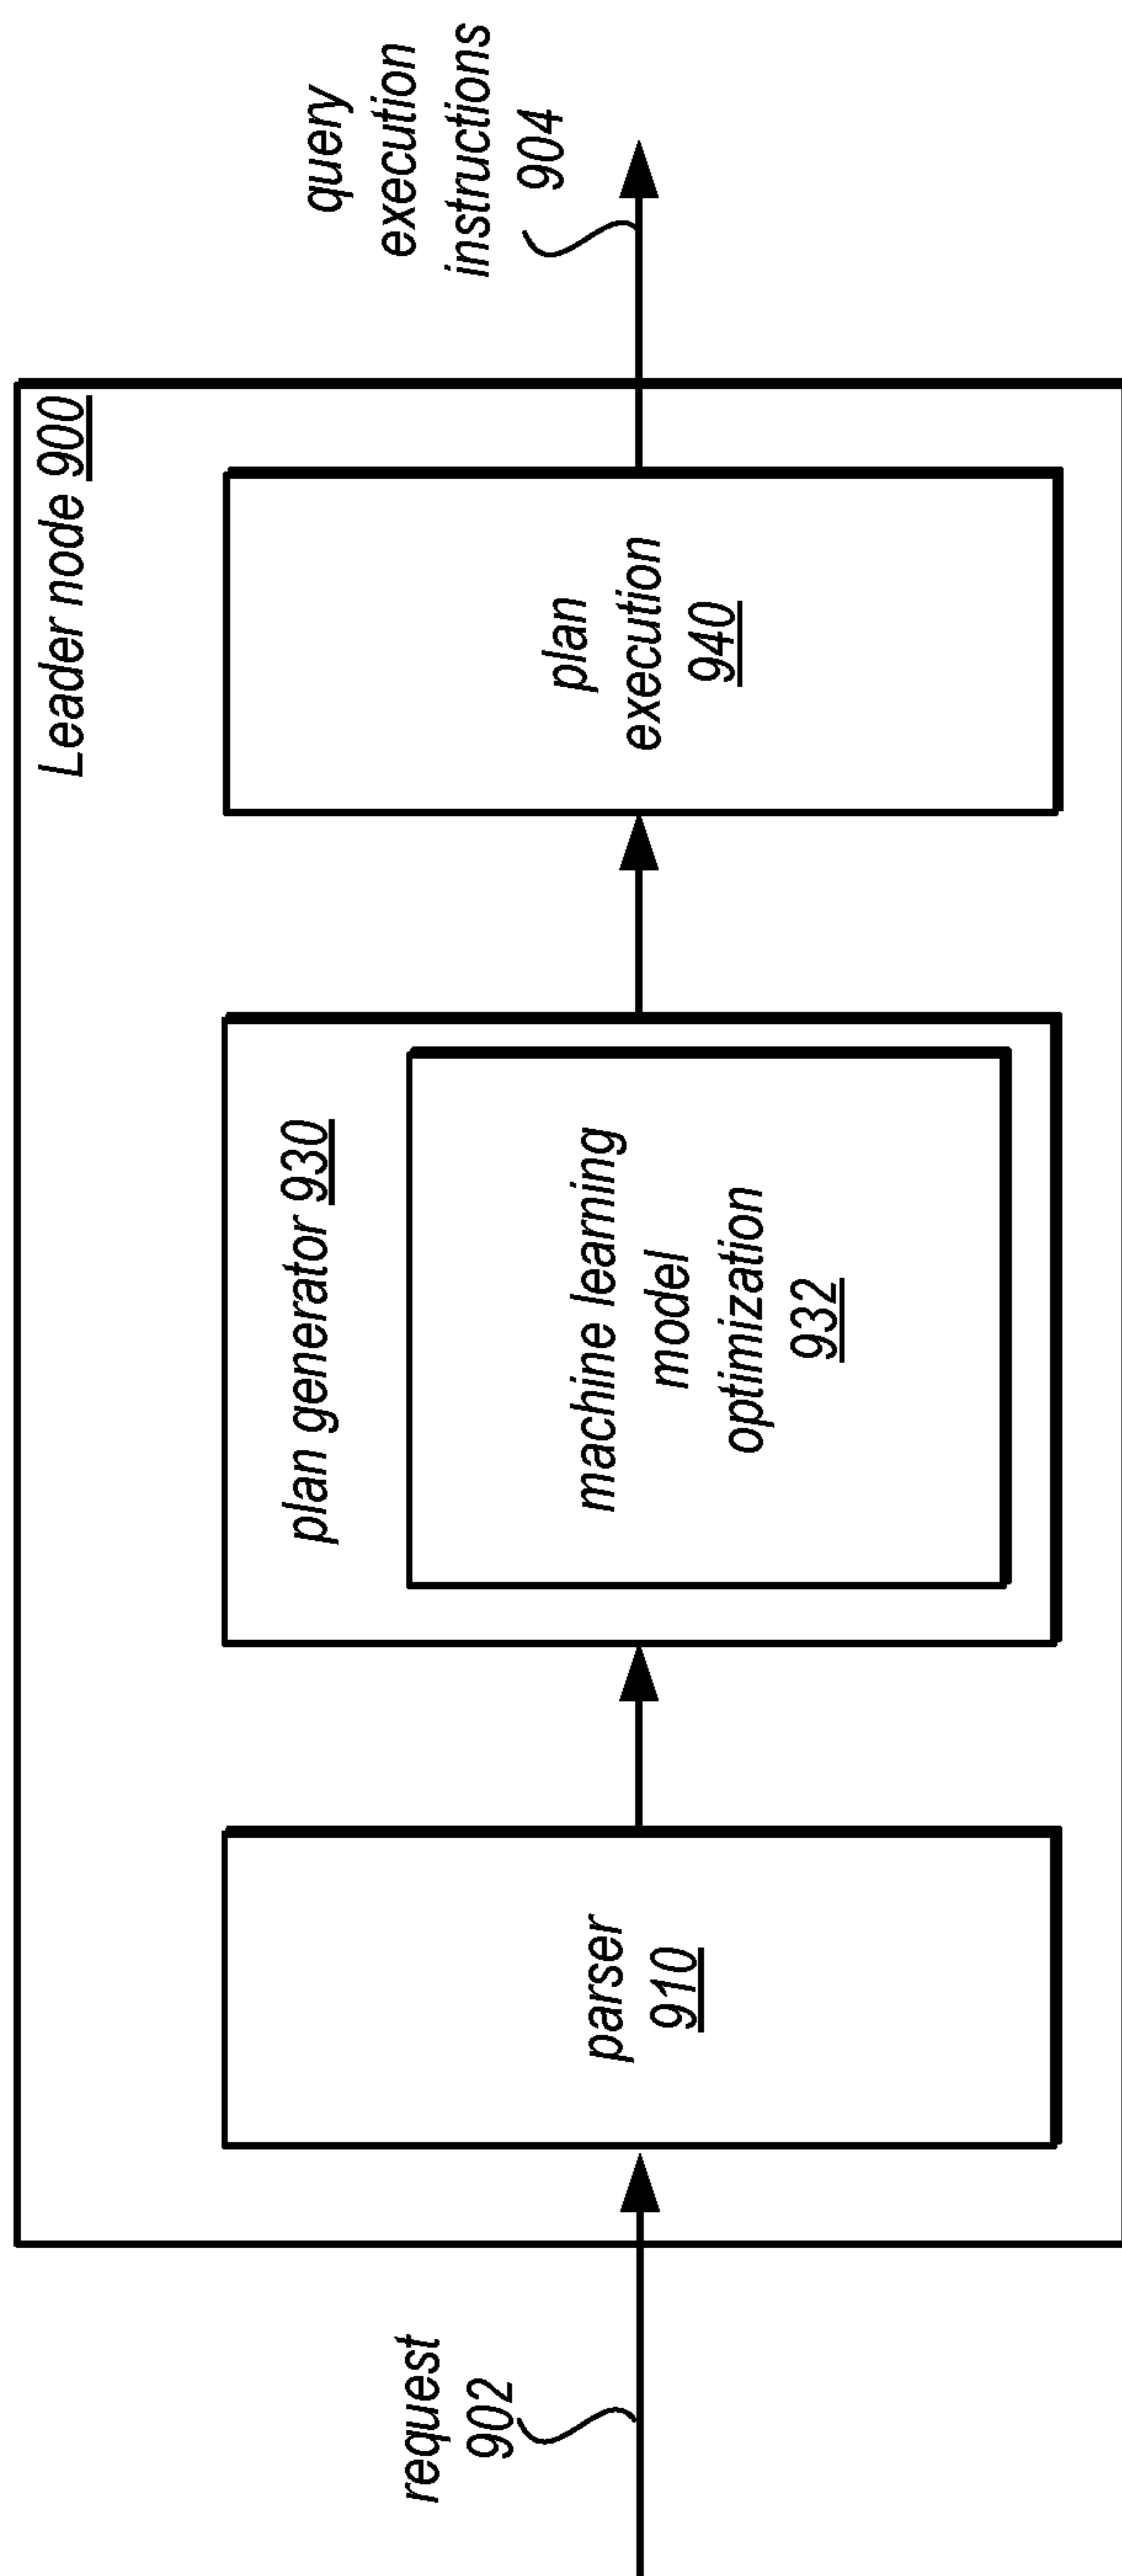 Leader node 900
request
902
parser
910
plan generator 930
machine learning
model
optimization
932
plan
execution
940
query
execution
instructions
904